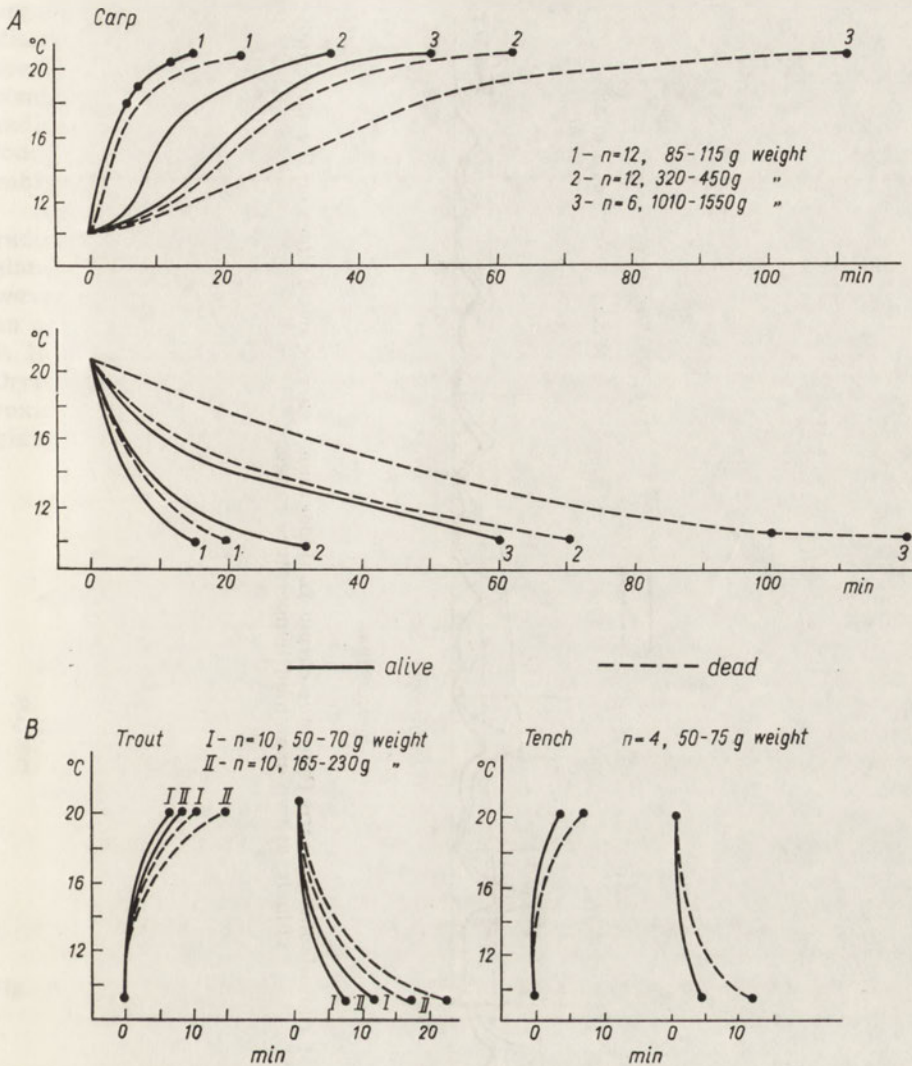 A Carp
°C
1 1 2 3 2 3
20
16
12
1 - n=12, 85-115 g weight
2 - n=12, 320-450g "
3 - n=6, 1010-1550g "
0 20 40 60 80 100 min
°C
20
16
12
1 1 2 3 2 3
0 20 40 60 80 100 min
alive dead
B Trout I - n=10, 50-70 g weight
II - n=10, 165-230g "
Tench n=4, 50-75 g weight
°C °C
I II I II
20 20
16 16
12 12
I II I II
0 10 0 10 20 0 10 0 10
min min min min